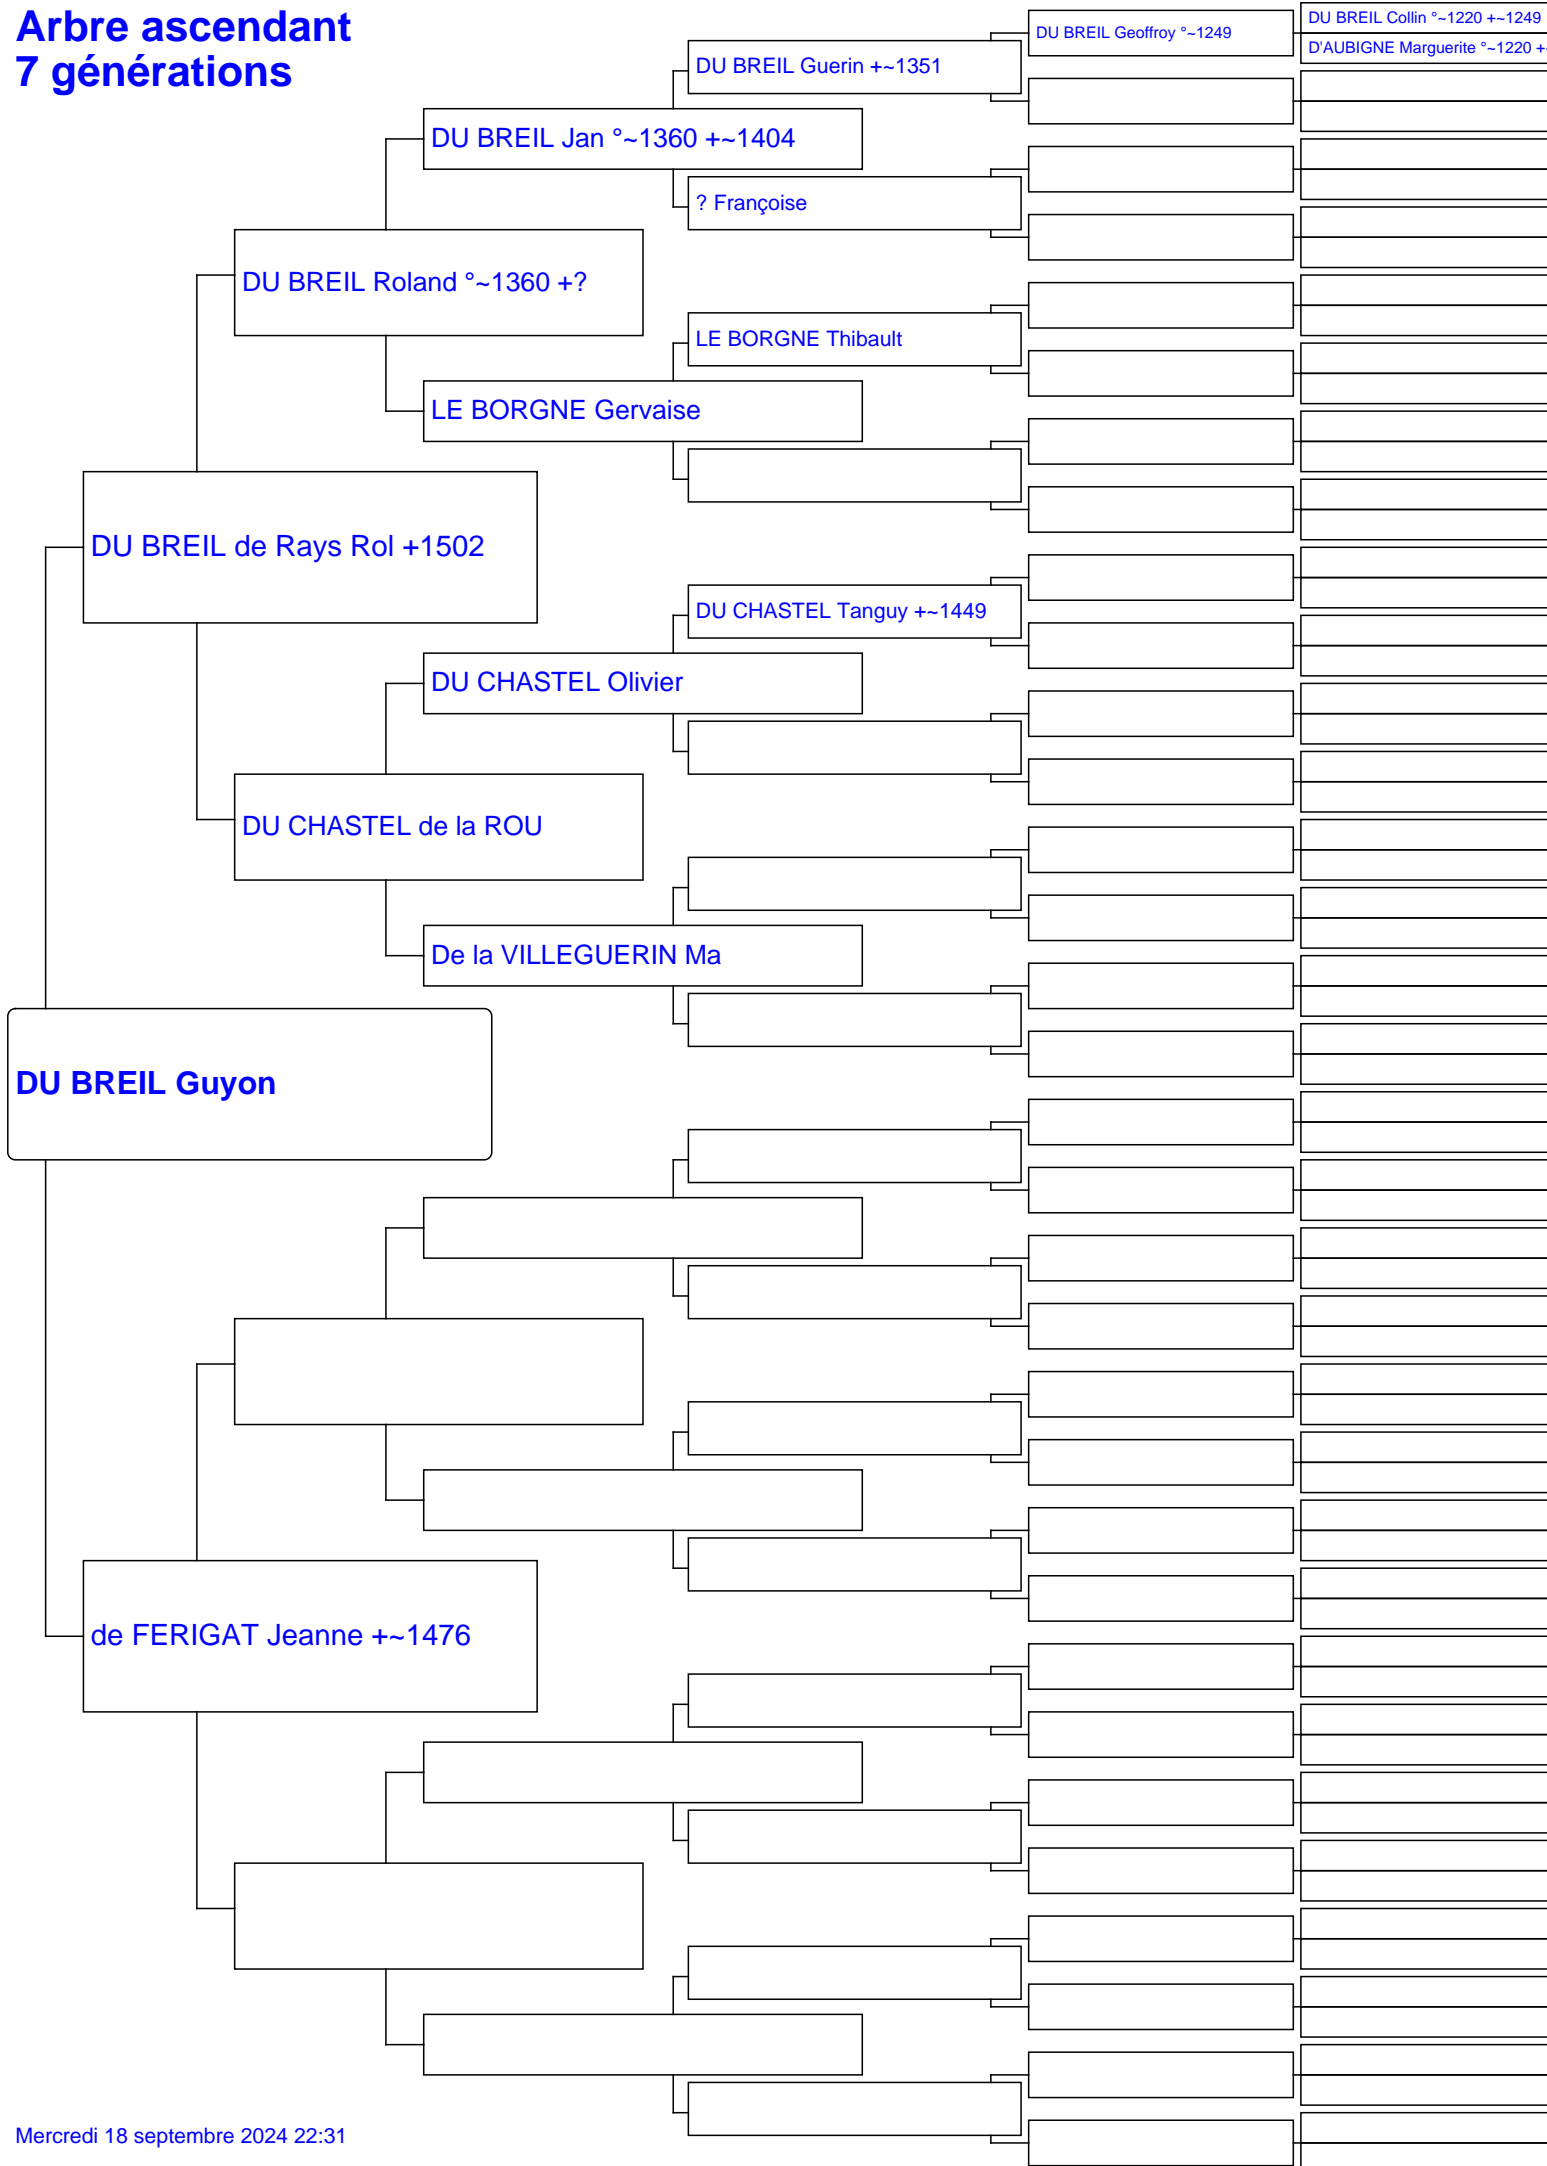 Arbre ascendant
7 générations
DU BREIL Collin °~1220 +~1249
DU BREIL Geoffroy °~1249
D'AUBIGNE Marguerite °~1220 +
DU BREIL Guerin +~1351
DU BREIL Jan °~1360 +~1404
? Françoise
DU BREIL Roland °~1360 +?
LE BORGNE Thibault
LE BORGNE Gervaise
DU BREIL de Rays Rol +1502
DU CHASTEL Tanguy +~1449
DU CHASTEL Olivier
DU CHASTEL de la ROU
De la VILLEGUERIN Ma
DU BREIL Guyon
de FERIGAT Jeanne +~1476
Mercredi 18 septembre 2024 22:31